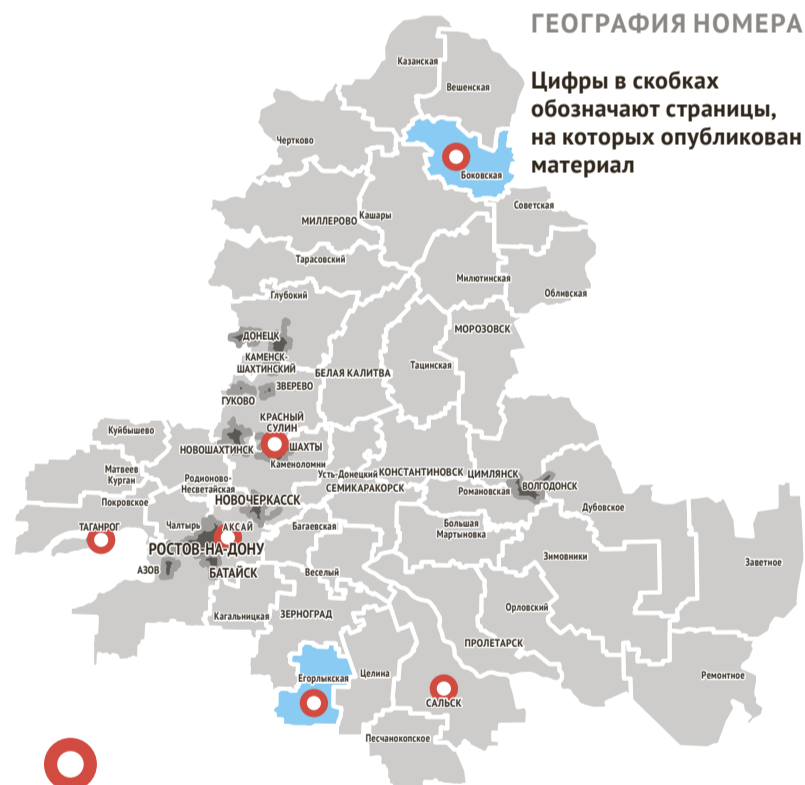 ГЕОГРАФИЯ НОМЕРА
Цифры в скобках
обозначают страницы,
на которых опубликован
материал
Казанская
Вешенская
Чертково
Боковская
Советская
МИЛЛЕРОВО
Кашары
Тарасовский
Милютинская
Обливская
Глубокий
МОРОЗОВСК
ДОНЕЦК
КАМЕНСК-
ШАХТИНСКИЙ
БЕЛАЯ КАЛИТВА
Тацинская
ЗВЕРЕВО
ГУКОВО
КРАСНЫЙ
СУЛИН
Куйбышево
НОВОШАХТИНСК
ШАХТЫ
Каменоломни
Матвеев
Курган
Родионово-
Несветайская
Усть-Донецкий
КОНСТАНТИНОВСК
ЦИМЛЯНСК
СЕМИКАРАКОРСК
Романовская
ВОЛГОДОНСК
Покровское
НОВОЧЕРКАССК
Дубовское
ТАГАНРОГ
Чалтырь
АКСАЙ
Багаевская
Большая
Мартыновка
РОСТОВ-НА-ДОНУ
Зимовники
Заветное
АЗОВ
БАТАЙСК
Веселый
Кагальницкая
ЗЕРНОГРАД
Орловский
ПРОЛЕТАРСК
Егорлыкская
Целина
Ремонтное
САЛЬСК
Песчанокопское